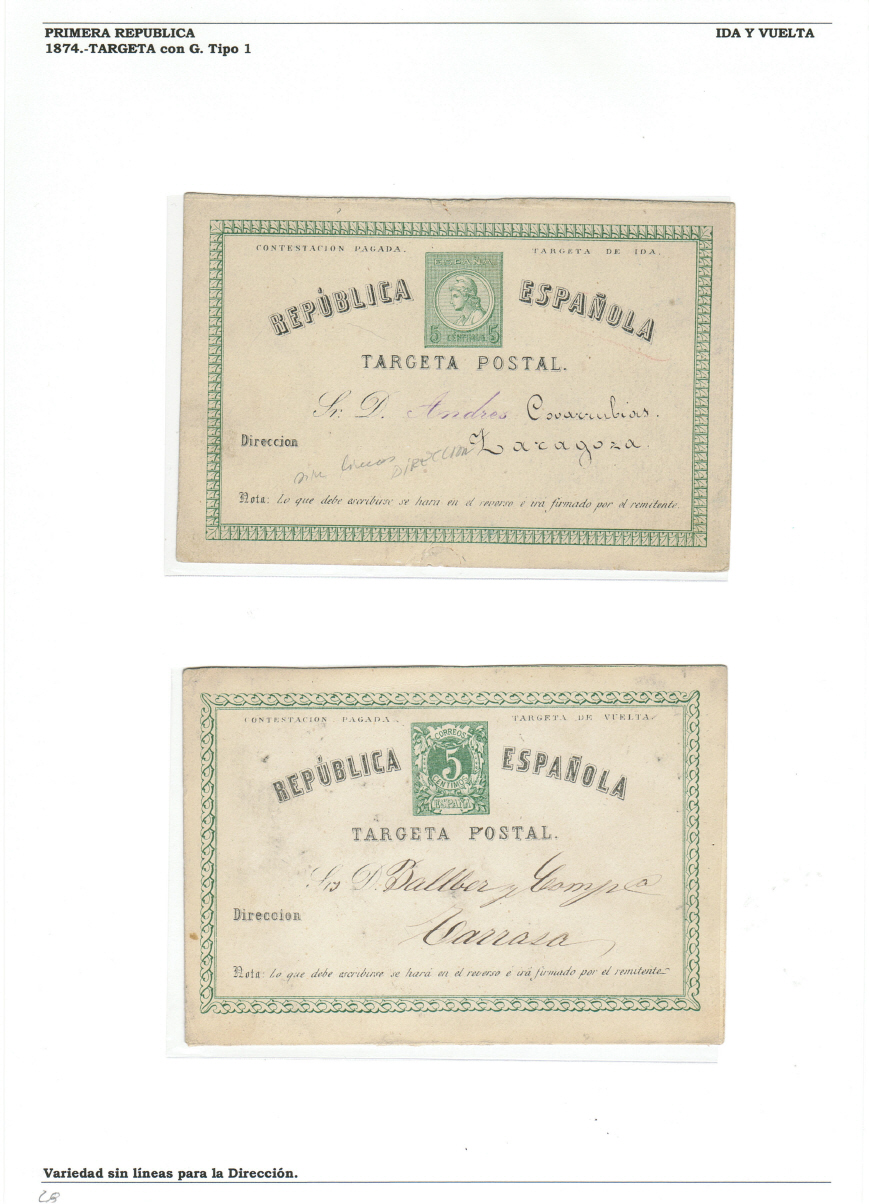 PRIMERA REPUBLICA IDA Y VUELTA
1874.-TARGETA con G. Tipo 1
CONTESTACION PAGADA. TARGETA DE IDA.
ESPAÑA
REPÚBLICA ESPAÑOLA
5 CENTIMOS 5
TARGETA POSTAL.
Sr. D. Andres Covarrubias.
Direccion Zaragoza.
sin lineas DIRECCION
Nota: Lo que debe escribirse se hará en el reverso é irá firmado por el remitente.
CONTESTACION PAGADA. TARGETA DE VUELTA.
CORREOS
REPÚBLICA 5 ESPAÑOLA
CENTIMOS
ESPAÑA
TARGETA POSTAL.
Srs D. Ballber y Compa
Direccion
Tarrasa
Nota: Lo que debe escribirse se hará en el reverso é irá firmado por el remitente.
Variedad sin líneas para la Dirección.